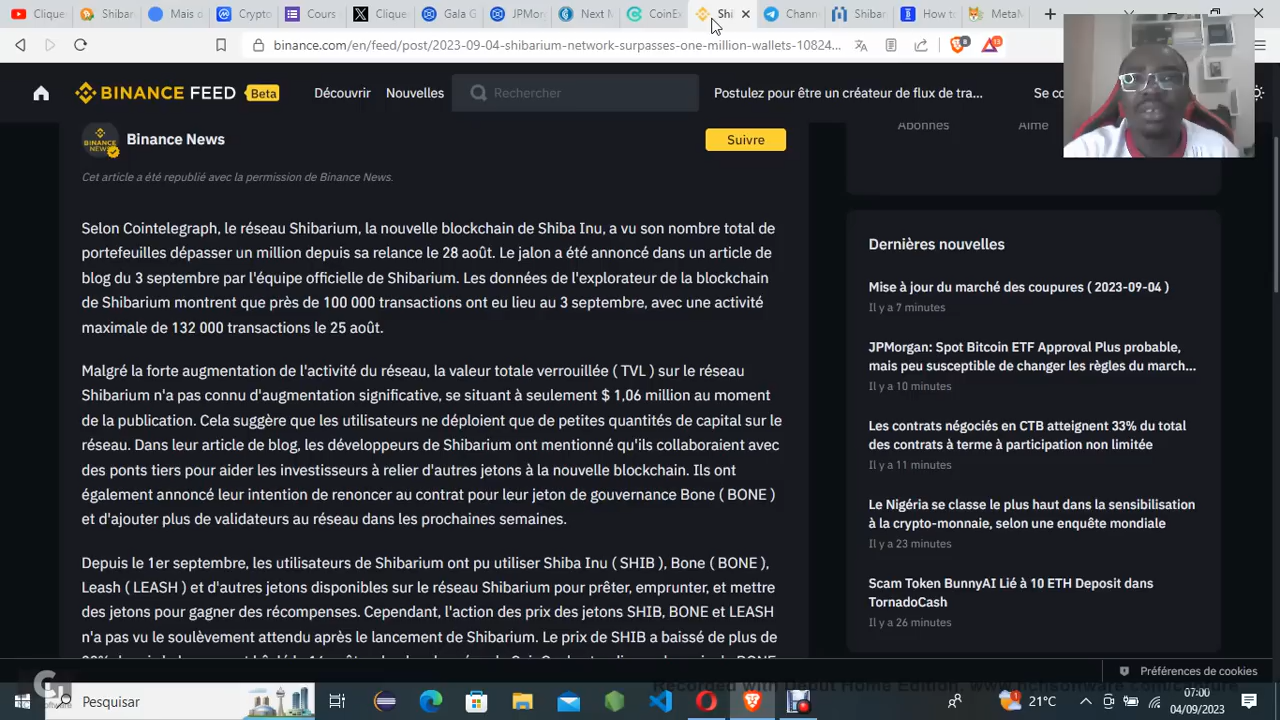 Clique
Shibar
Mais d
Crypto
Cours
Clique
Gala G
JPMor
Next M
CoinEx
Shi
Chann
Shibar
How to
MetaM
binance.com/en/feed/post/2023-09-04-shibarium-network-surpasses-one-million-wallets-10824...
BINANCE FEED Beta
Découvrir
Nouvelles
Rechercher
Postulez pour être un créateur de flux de tra...
Se co
Binance News
Suivre
Cet article a été republié avec la permission de Binance News.
Selon Cointelegraph, le réseau Shibarium, la nouvelle blockchain de Shiba Inu, a vu son nombre total de
portefeuilles dépasser un million depuis sa relance le 28 août. Le jalon a été annoncé dans un article de
blog du 3 septembre par l'équipe officielle de Shibarium. Les données de l'explorateur de la blockchain
de Shibarium montrent que près de 100 000 transactions ont eu lieu au 3 septembre, avec une activité
maximale de 132 000 transactions le 25 août.
Malgré la forte augmentation de l'activité du réseau, la valeur totale verrouillée ( TVL ) sur le réseau
Shibarium n'a pas connu d'augmentation significative, se situant à seulement $ 1,06 million au moment
de la publication. Cela suggère que les utilisateurs ne déploient que de petites quantités de capital sur le
réseau. Dans leur article de blog, les développeurs de Shibarium ont mentionné qu'ils collaboraient avec
des ponts tiers pour aider les investisseurs à relier d'autres jetons à la nouvelle blockchain. Ils ont
également annoncé leur intention de renoncer au contrat pour leur jeton de gouvernance Bone ( BONE )
et d'ajouter plus de validateurs au réseau dans les prochaines semaines.
Depuis le 1er septembre, les utilisateurs de Shibarium ont pu utiliser Shiba Inu ( SHIB ), Bone ( BONE ),
Leash ( LEASH ) et d'autres jetons disponibles sur le réseau Shibarium pour prêter, emprunter, et mettre
des jetons pour gagner des récompenses. Cependant, l'action des prix des jetons SHIB, BONE et LEASH
n'a pas vu le soulèvement attendu après le lancement de Shibarium. Le prix de SHIB a baissé de plus de
Abonnés
Aimé
Dernières nouvelles
Mise à jour du marché des coupures ( 2023-09-04 )
Il y a 7 minutes
JPMorgan: Spot Bitcoin ETF Approval Plus probable,
mais peu susceptible de changer les règles du march...
Il y a 10 minutes
Les contrats négociés en CTB atteignent 33% du total
des contrats à terme à participation non limitée
Il y a 11 minutes
Le Nigéria se classe le plus haut dans la sensibilisation
à la crypto-monnaie, selon une enquête mondiale
Il y a 23 minutes
Scam Token BunnyAI Lié à 10 ETH Deposit dans
TornadoCash
Il y a 26 minutes
Préférences de cookies
Recorded with Debut Home Edition.
Pesquisar
21°C
07:00
04/09/2023